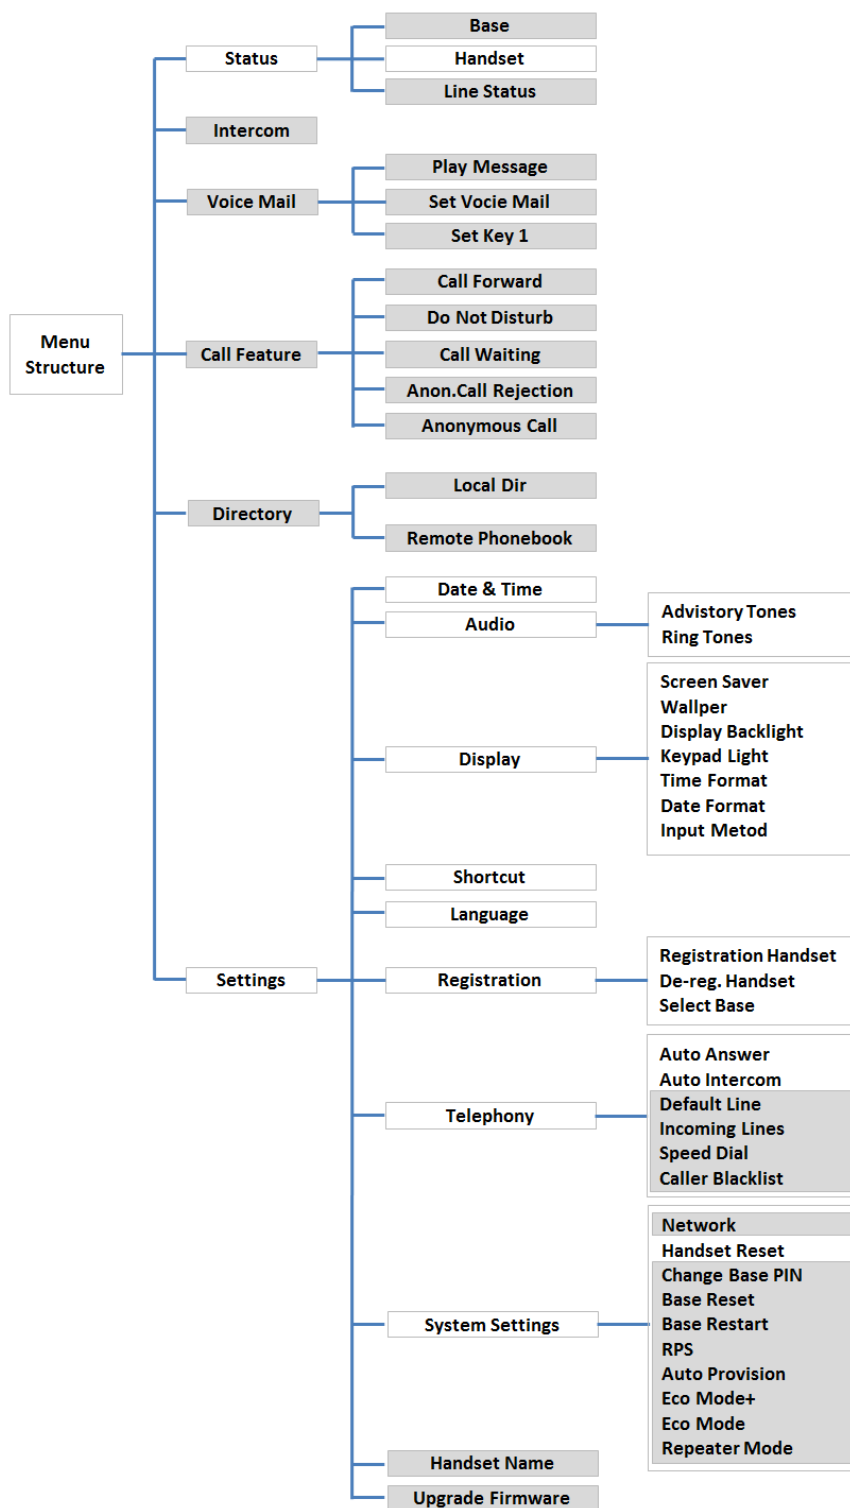 Menu
Structure
Status
Base
Handset
Line Status
Intercom
Voice Mail
Play Message
Set Vocie Mail
Set Key 1
Call Feature
Call Forward
Do Not Disturb
Call Waiting
Anon.Call Rejection
Anonymous Call
Directory
Local Dir
Remote Phonebook
Settings
Date & Time
Audio
Advistory Tones
Ring Tones
Display
Screen Saver
Wallper
Display Backlight
Keypad Light
Time Format
Date Format
Input Metod
Shortcut
Language
Registration
Registration Handset
De-reg. Handset
Select Base
Telephony
Auto Answer
Auto Intercom
Default Line
Incoming Lines
Speed Dial
Caller Blacklist
System Settings
Network
Handset Reset
Change Base PIN
Base Reset
Base Restart
RPS
Auto Provision
Eco Mode+
Eco Mode
Repeater Mode
Handset Name
Upgrade Firmware